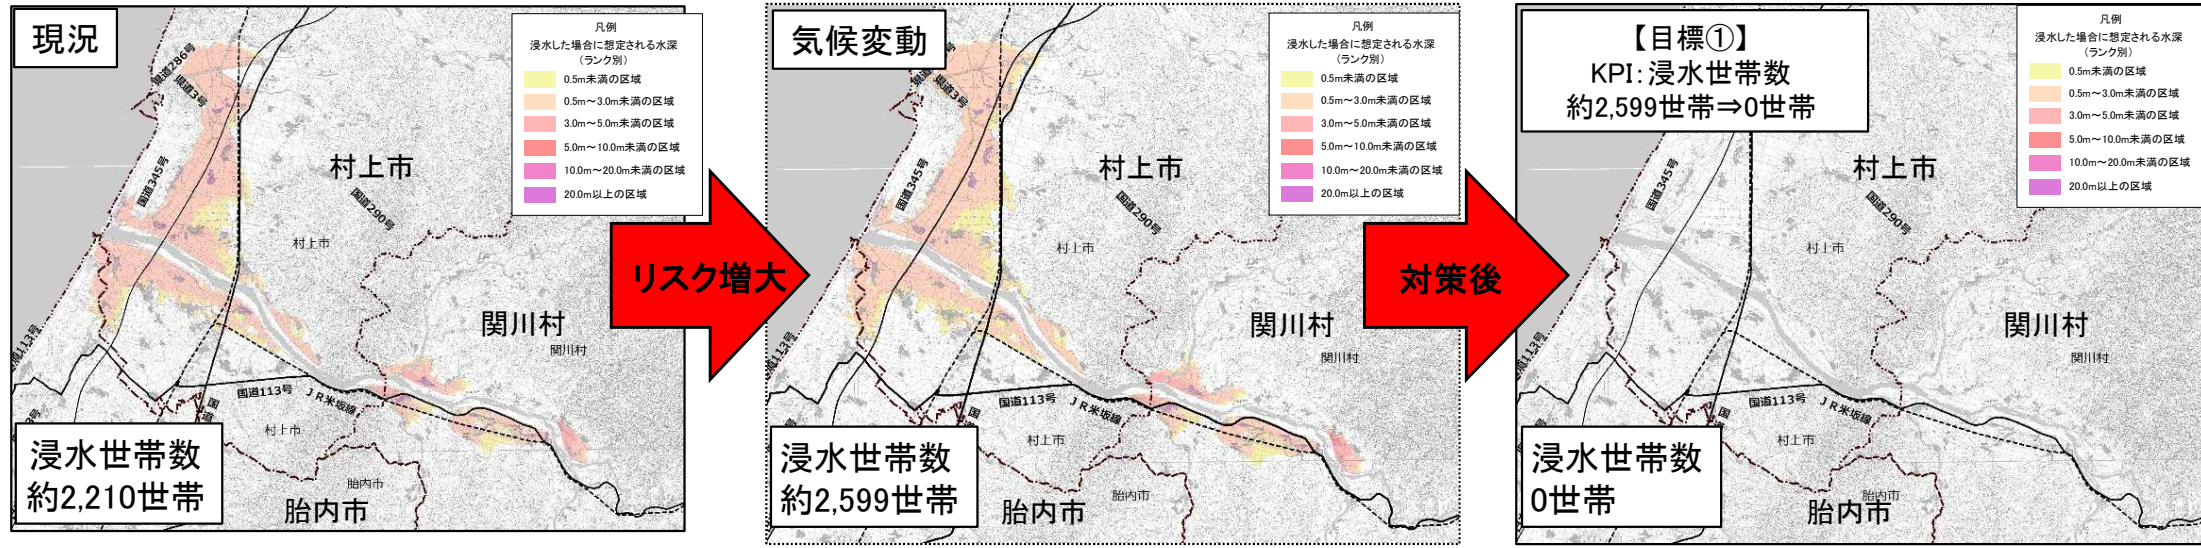 現況
県道286号
県道3号
国道345号
村上市
国道290号
村上市
関川村
関川村
国道113号
国道113号
JR米坂線
村上市
胎内市
胎内市
凡例
浸水した場合に想定される水深
(ランク別)
0.5m未満の区域
0.5m～3.0m未満の区域
3.0m～5.0m未満の区域
5.0m～10.0m未満の区域
10.0m～20.0m未満の区域
20.0m以上の区域
浸水世帯数
約2,210世帯
リスク増大
気候変動
県道3号
国道345号
村上市
国道290号
村上市
関川村
関川村
国道113号
国道113号
JR米坂線
村上市
胎内市
胎内市
凡例
浸水した場合に想定される水深
(ランク別)
0.5m未満の区域
0.5m～3.0m未満の区域
3.0m～5.0m未満の区域
5.0m～10.0m未満の区域
10.0m～20.0m未満の区域
20.0m以上の区域
浸水世帯数
約2,599世帯
対策後
【目標①】
KPI:浸水世帯数
約2,599世帯⇒0世帯
国道345号
村上市
国道290号
村上市
関川村
関川村
国道113号
国道113号
JR米坂線
村上市
胎内市
胎内市
凡例
浸水した場合に想定される水深
(ランク別)
0.5m未満の区域
0.5m～3.0m未満の区域
3.0m～5.0m未満の区域
5.0m～10.0m未満の区域
10.0m～20.0m未満の区域
20.0m以上の区域
浸水世帯数
0世帯